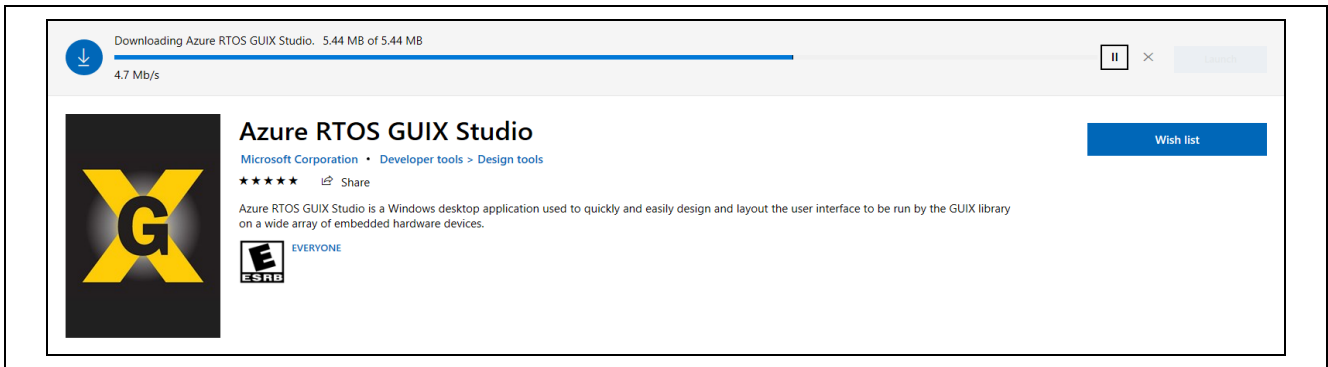 Downloading Azure RTOS GUIX Studio. 5.44 MB of 5.44 MB
4.7 Mb/s
Launch
Azure RTOS GUIX Studio
Wish list
Microsoft Corporation • Developer tools > Design tools
★★★★★ Share
Azure RTOS GUIX Studio is a Windows desktop application used to quickly and easily design and layout the user interface to be run by the GUIX library
on a wide array of embedded hardware devices.
G
X
E
ESRB
EVERYONE